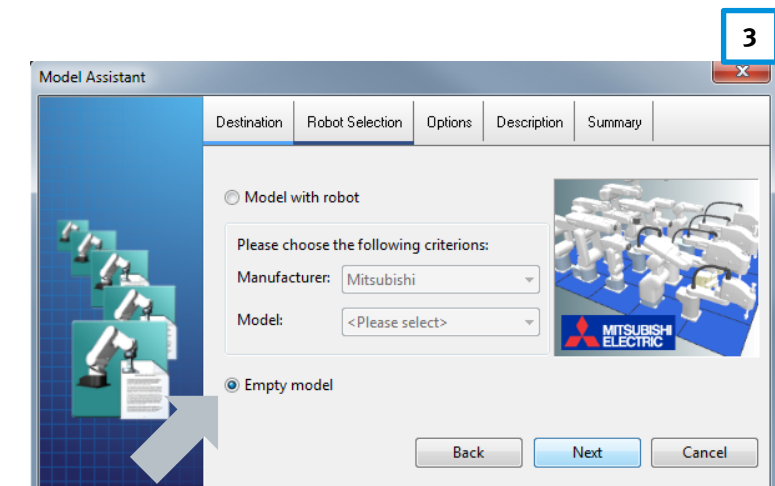 3
Model Assistant
x
Destination Robot Selection Options Description Summary
Model with robot
Please choose the following criterions:
Manufacturer: Mitsubishi
Model: <Please select>
MITSUBISHI
ELECTRIC
Empty model
Back Next Cancel